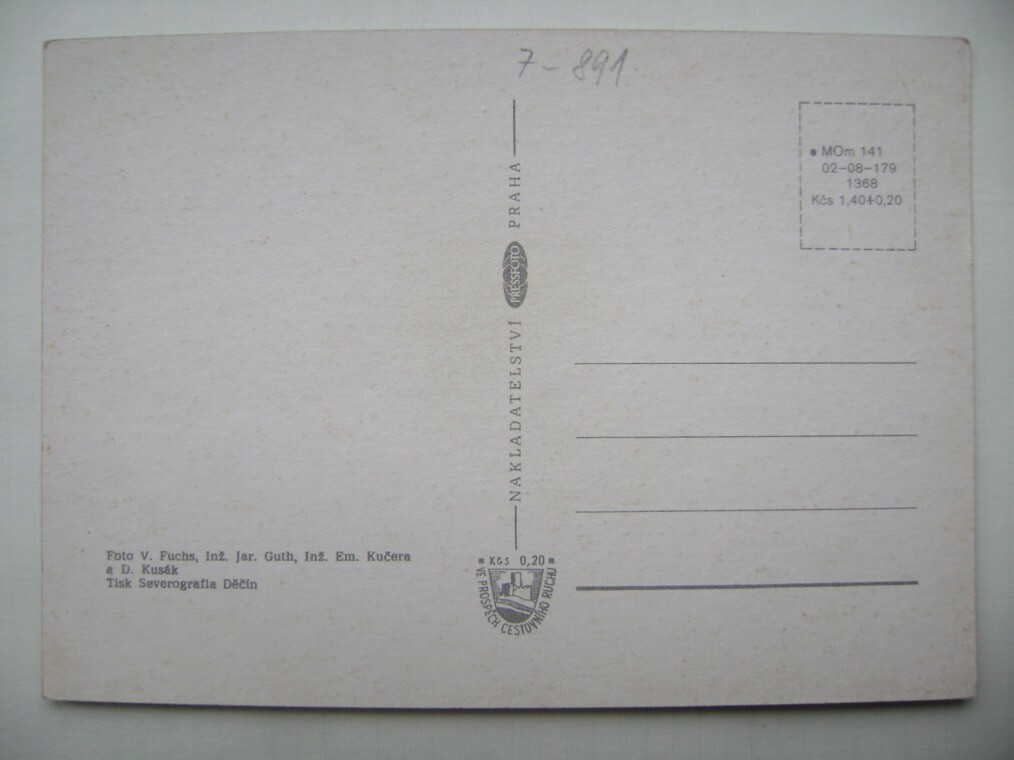 7-891
● MOm 141
02-08-179
1368
Kčs 1,40+0,20
NAKLADATELSTVÍ PRESSFOTO PRAHA
Foto V. Fuchs, Inž. Jar. Guth, Inž. Em. Kučera
a D. Kusák
Tisk Severografia Děčín
Kčs 0,20
VE PROSPĚCH CESTOVNÍHO RUCHU